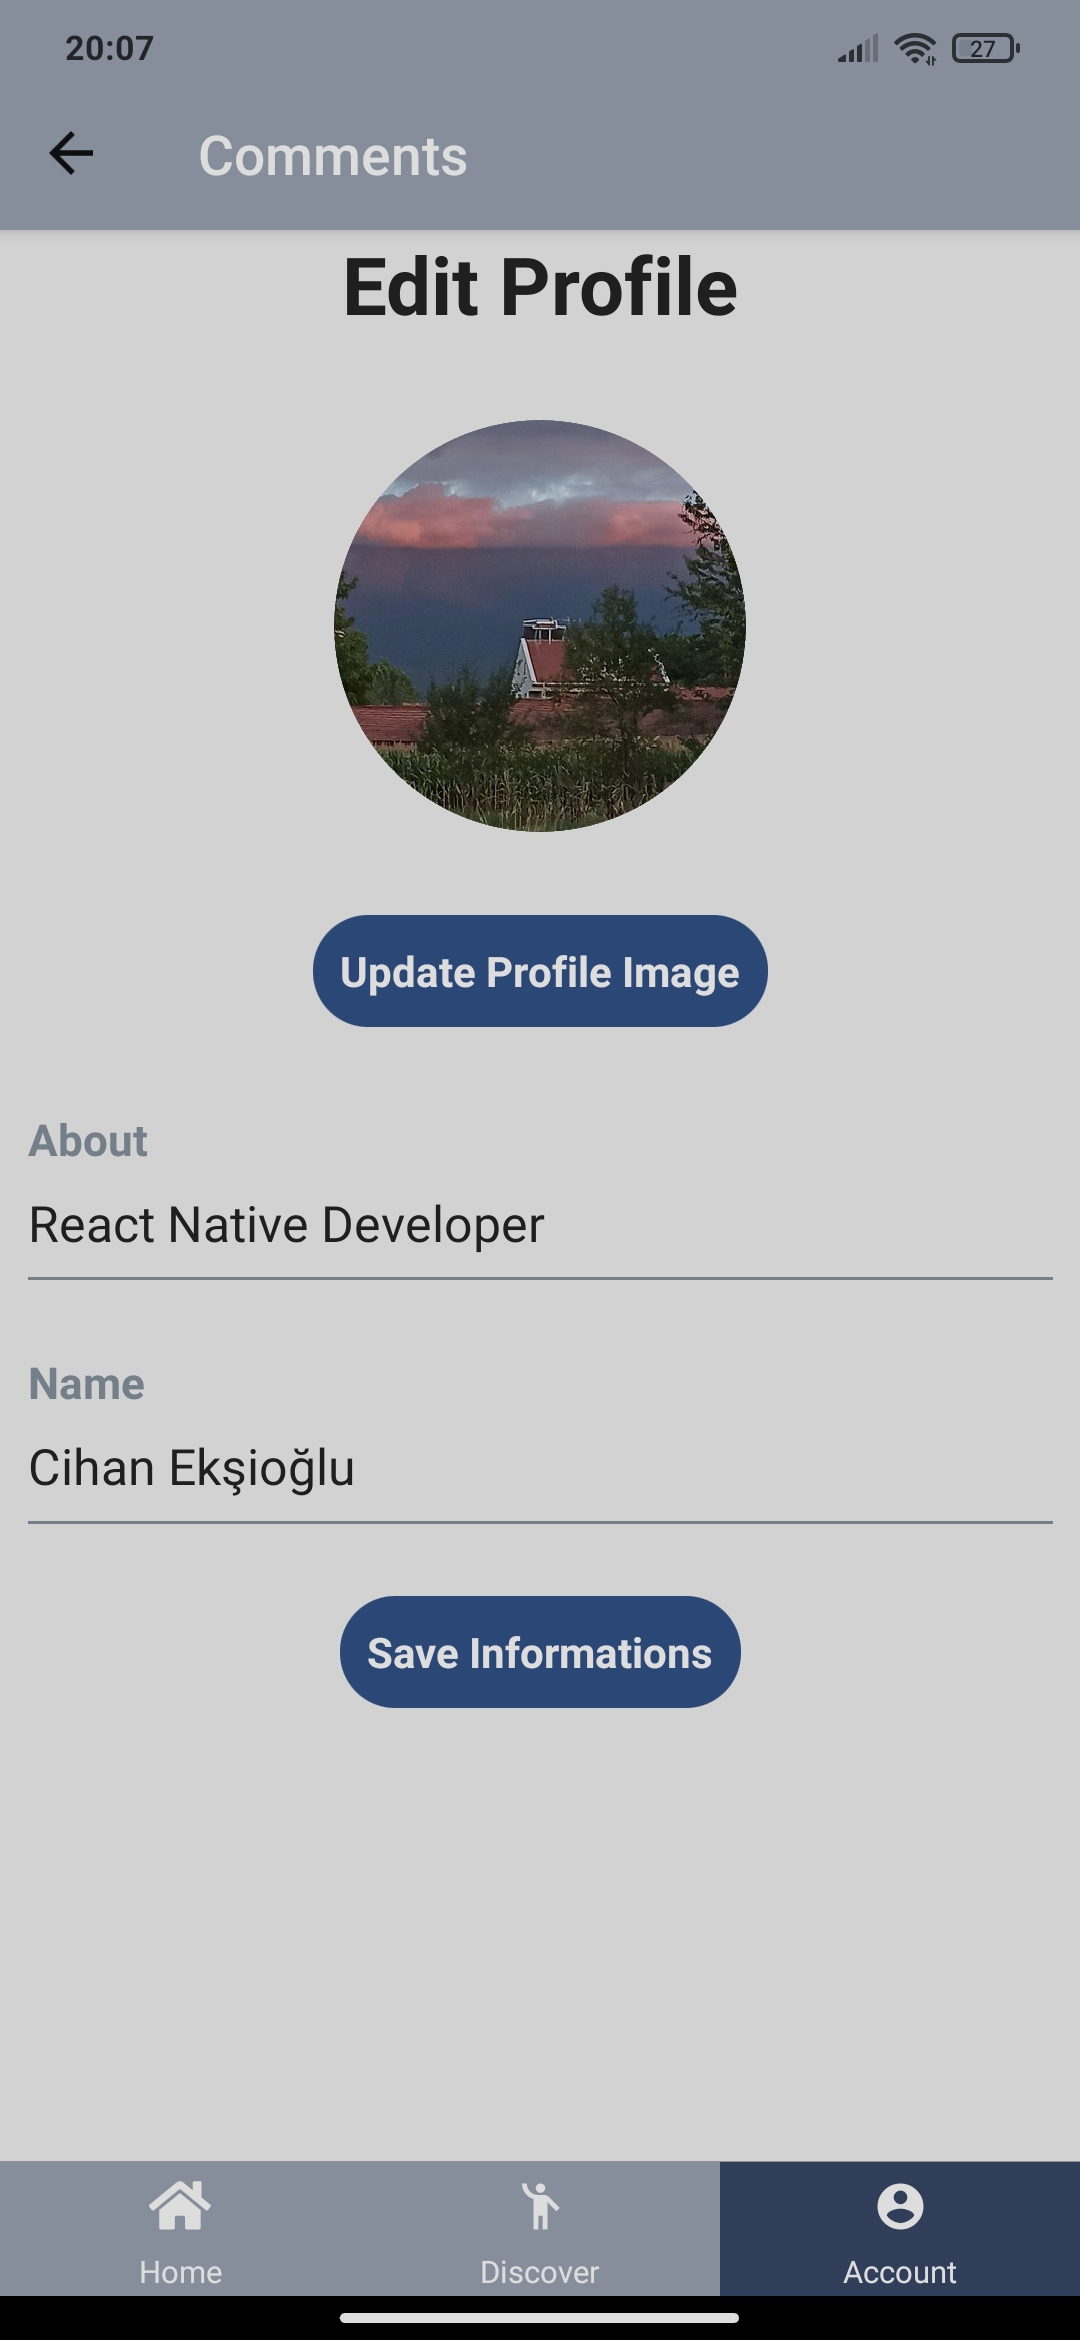 20:07
27
Comments
Edit Profile
Update Profile Image
About
React Native Developer
Name
Cihan Ekşioğlu
Save Informations
Home
Discover
Account